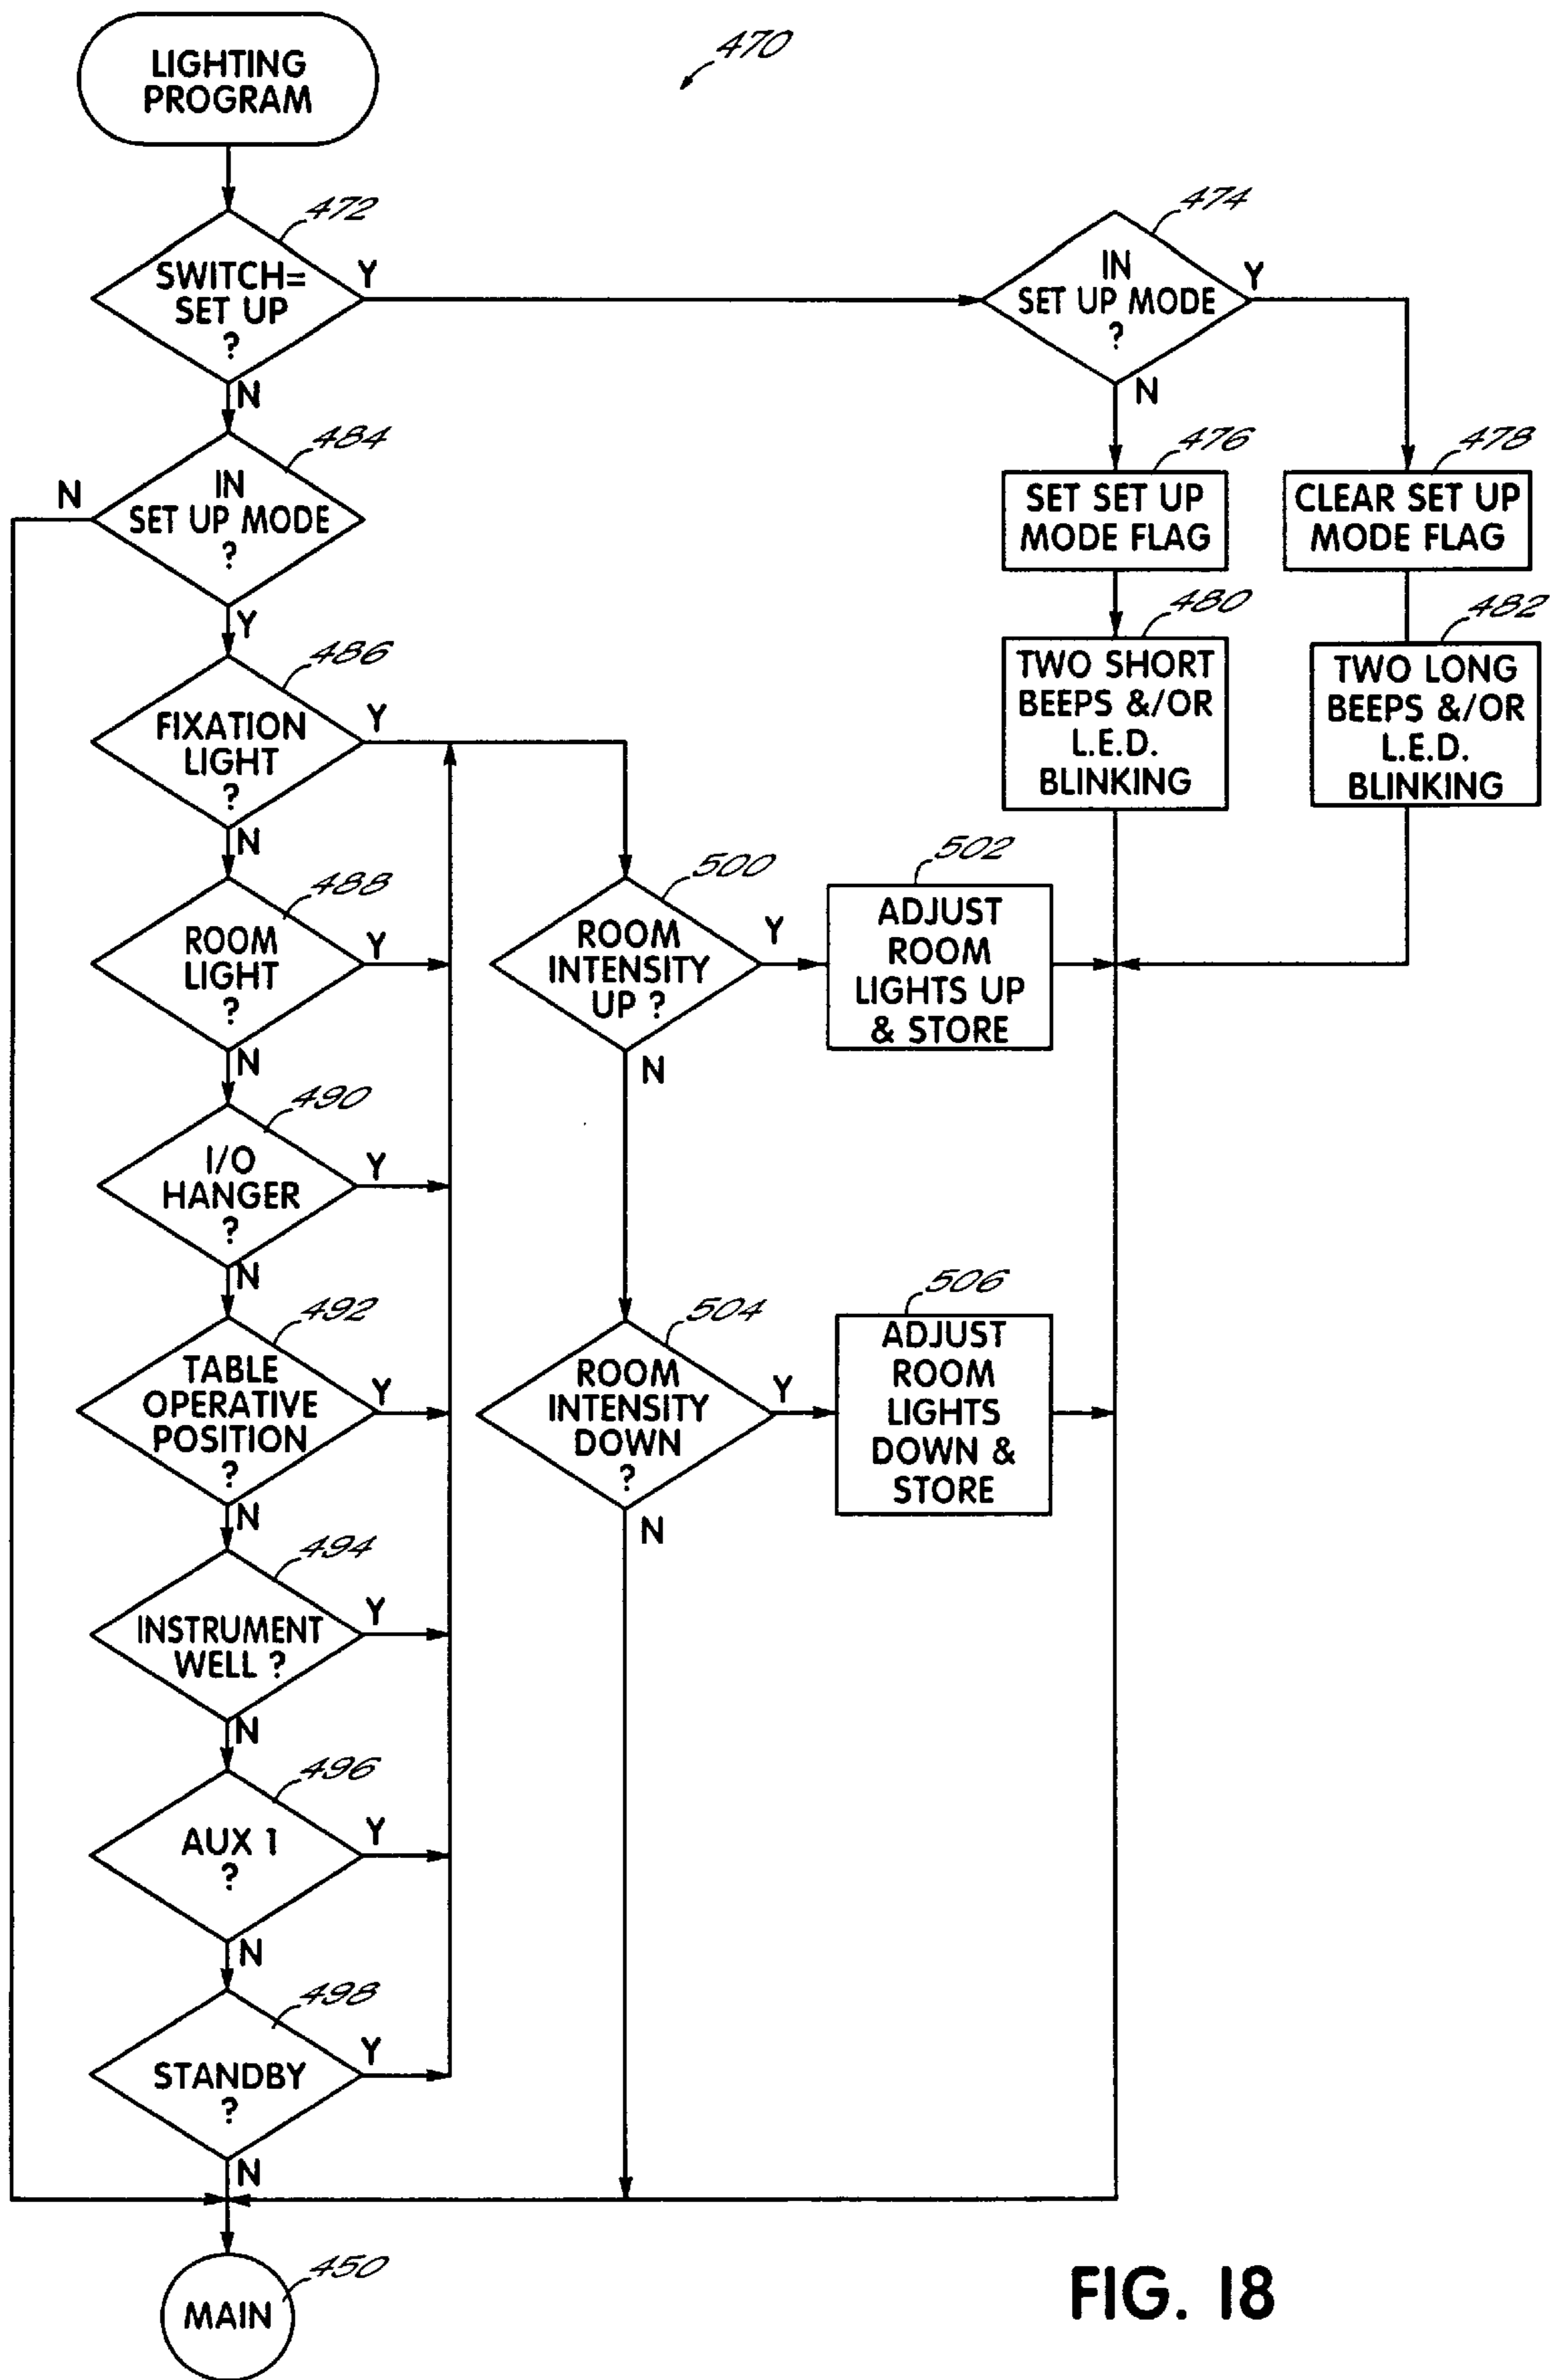 LIGHTING
PROGRAM
470
472
SWITCH=
SET UP
?
Y
N
474
IN
SET UP MODE
?
Y
N
484
IN
SET UP MODE
?
N
Y
476
SET SET UP
MODE FLAG
478
CLEAR SET UP
MODE FLAG
480
TWO SHORT
BEEPS &/OR
L.E.D.
BLINKING
482
TWO LONG
BEEPS &/OR
L.E.D.
BLINKING
486
FIXATION
LIGHT
?
Y
N
488
ROOM
LIGHT
?
Y
N
500
ROOM
INTENSITY
UP ?
Y
N
502
ADJUST
ROOM
LIGHTS UP
& STORE
490
I/O
HANGER
?
Y
N
492
TABLE
OPERATIVE
POSITION
?
Y
N
504
ROOM
INTENSITY
DOWN
?
Y
N
506
ADJUST
ROOM
LIGHTS
DOWN &
STORE
494
INSTRUMENT
WELL ?
Y
N
496
AUX 1
?
Y
N
498
STANDBY
?
Y
N
450
MAIN
FIG. 18